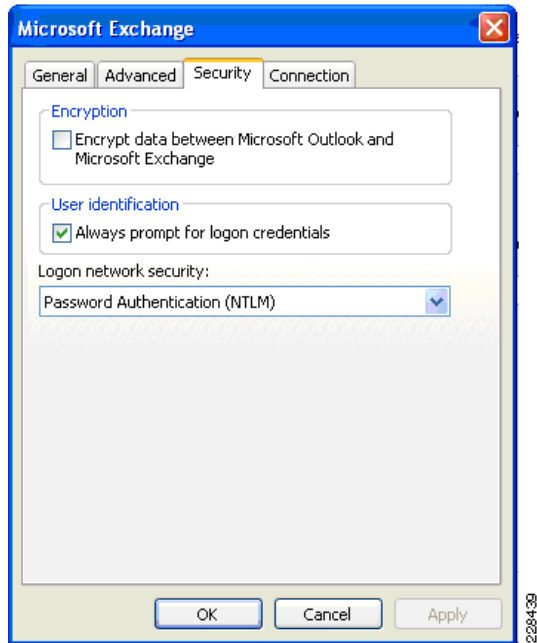 Microsoft Exchange
General Advanced Security Connection
Encryption
Encrypt data between Microsoft Outlook and
Microsoft Exchange
User identification
Always prompt for logon credentials
Logon network security:
Password Authentication (NTLM)
OK Cancel Apply
228439